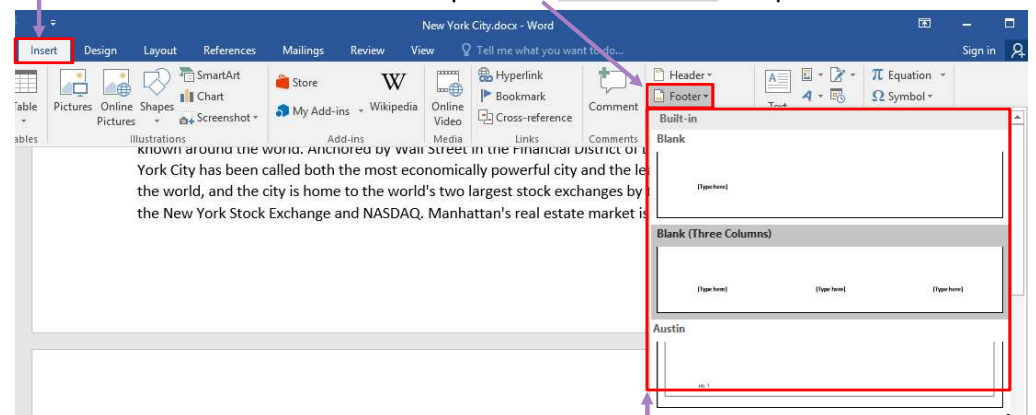 New York City.docx - Word
Insert Design Layout References Mailings Review View Tell me what you want to do... Sign in
Table Pictures Online Pictures Shapes SmartArt Chart Screenshot Store My Add-ins Wikipedia Online Video Hyperlink Bookmark Cross-reference Comment Header Footer Text Equation Symbol
Illustrations Add-ins Media Links Comments
known around the world. Anchored by Wall Street in the Financial District of
York City has been called both the most economically powerful city and the
the world, and the city is home to the world's two largest stock exchanges by
the New York Stock Exchange and NASDAQ. Manhattan's real estate market is
Built-in
Blank
[Type here]
Blank (Three Columns)
[Type here] [Type here] [Type here]
Austin